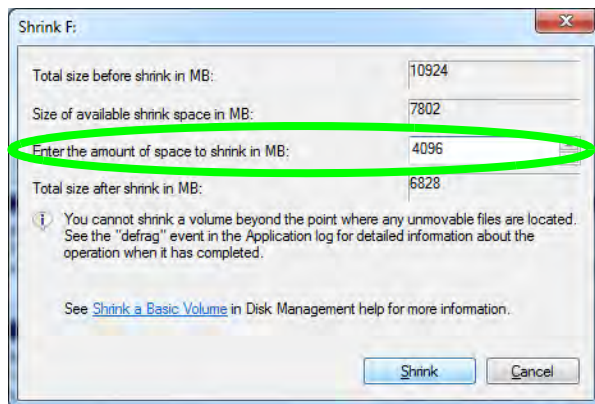 Shrink F:
Total size before shrink in MB: 10924
Size of available shrink space in MB: 7802
Enter the amount of space to shrink in MB: 4096
Total size after shrink in MB: 6828
You cannot shrink a volume beyond the point where any unmovable files are located.
See the "defrag" event in the Application log for detailed information about the
operation when it has completed.
See Shrink a Basic Volume in Disk Management help for more information.
Shrink Cancel